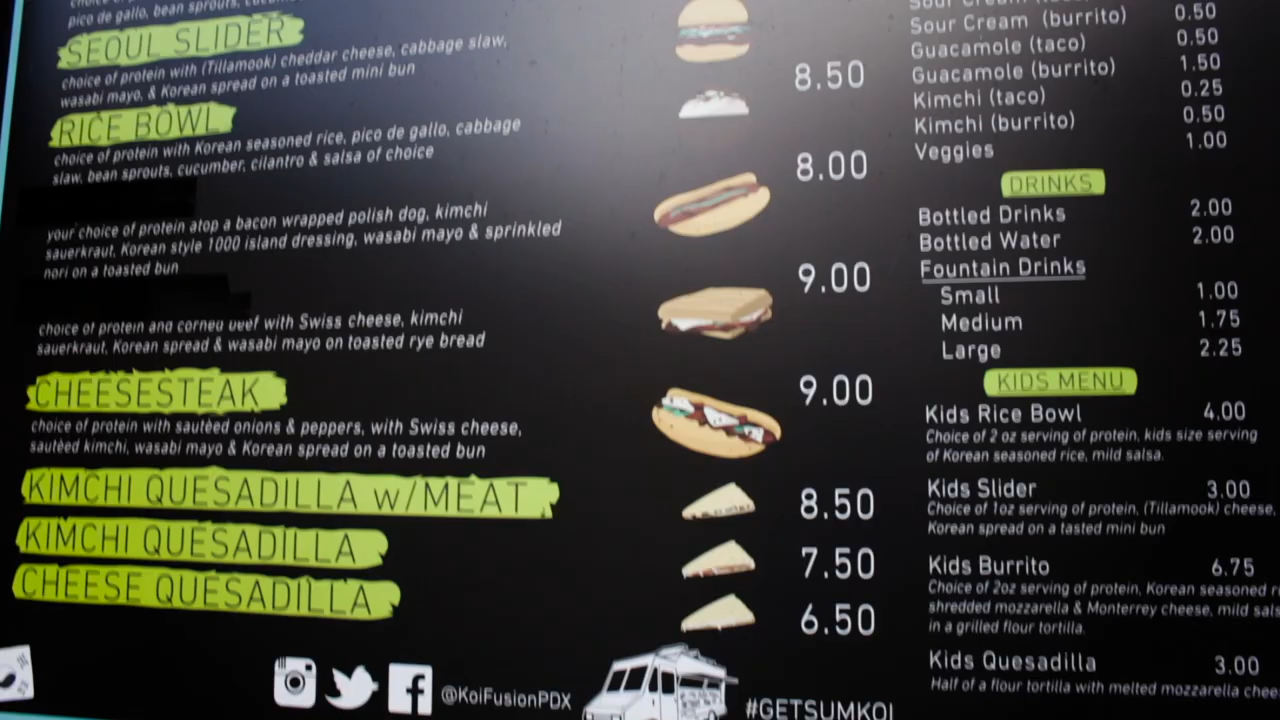 pico de gallo, bean sprouts,
SEOUL SLIDER
choice of protein with (Tillamook) cheddar cheese, cabbage slaw,
wasabi mayo, & Korean spread on a toasted mini bun
RICE BOWL
8.50
choice of protein with Korean seasoned rice, pico de gallo, cabbage
slaw, bean sprouts, cucumber, cilantro & salsa of choice
8.00
your choice of protein atop a bacon wrapped polish dog, kimchi
sauerkraut, Korean style 1000 island dressing, wasabi mayo & sprinkled
nori on a toasted bun
9.00
choice of protein and corned beef with Swiss cheese, kimchi
sauerkraut, Korean spread & wasabi mayo on toasted rye bread
CHEESESTEAK
9.00
choice of protein with sautèed onions & peppers, with Swiss cheese,
sautèed kimchi, wasabi mayo & Korean spread on a toasted bun
KIMCHI QUESADILLA w/MEAT 8.50
KIMCHI QUESADILLA 7.50
CHEESE QUESADILLA 6.50
@KoiFusionPDX
#GETSUMKOI
Sour Cream
Sour Cream (burrito) 0.50
Guacamole (taco) 0.50
Guacamole (burrito) 1.50
Kimchi (taco) 0.25
Kimchi (burrito) 0.50
Veggies 1.00
DRINKS
Bottled Drinks 2.00
Bottled Water 2.00
Fountain Drinks
Small 1.00
Medium 1.75
Large 2.25
KIDS MENU
Kids Rice Bowl 4.00
Choice of 2 oz serving of protein, kids size serving
of Korean seasoned rice, mild salsa.
Kids Slider 3.00
Choice of 1oz serving of protein, (Tillamook) cheese,
Korean spread on a tasted mini bun
Kids Burrito 6.75
Choice of 2oz serving of protein, Korean seasoned
shredded mozzarella & Monterrey cheese, mild
in a grilled flour tortilla.
Kids Quesadilla 3.00
Half of a flour tortilla with melted mozzarella